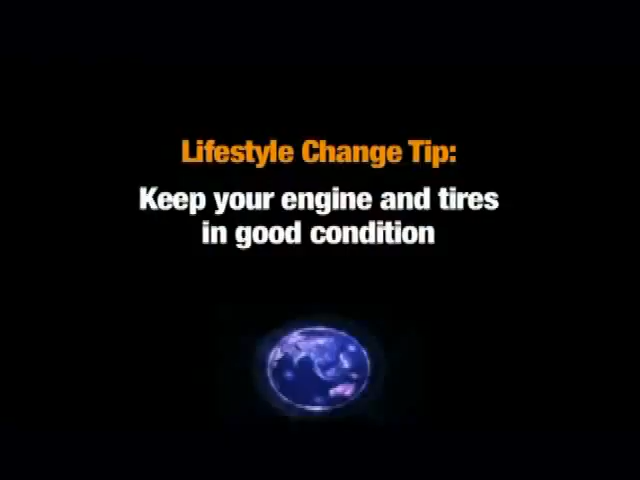 Lifestyle Change Tip:
Keep your engine and tires
in good condition